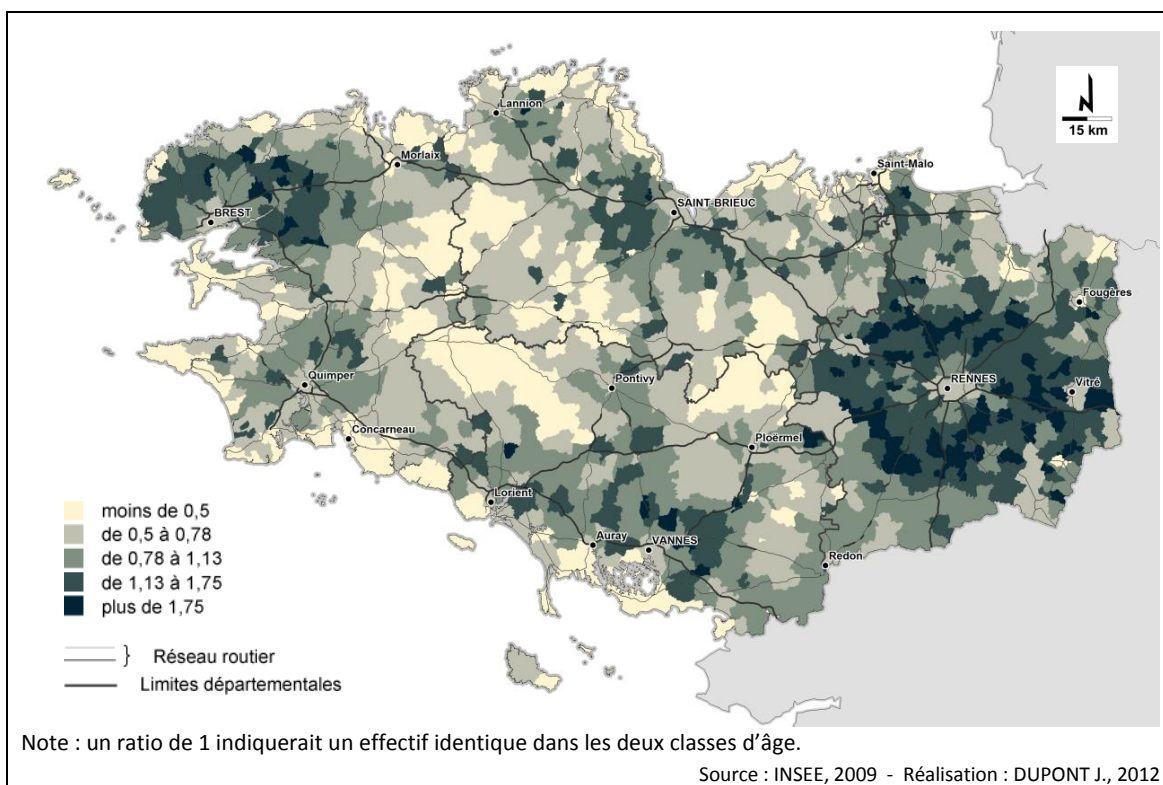 15 km
Lannion
Morlaix
Saint-Malo
BREST
SAINT-BRIEUC
Fougères
Quimper
Pontivy
RENNES
Vitré
Concarneau
Ploërmel
Lorient
Auray
VANNES
Redon
moins de 0,5
de 0,5 à 0,78
de 0,78 à 1,13
de 1,13 à 1,75
plus de 1,75
} Réseau routier
Limites départementales
Note : un ratio de 1 indiquerait un effectif identique dans les deux classes d’âge.
Source : INSEE, 2009 - Réalisation : DUPONT J., 2012